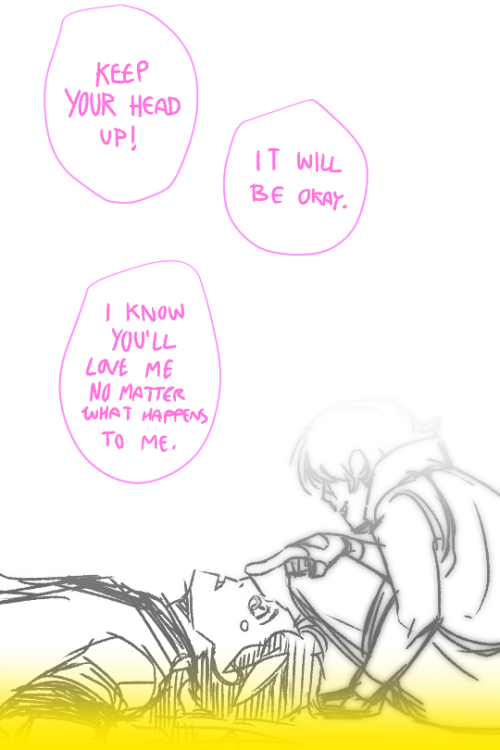 KEEP
YOUR HEAD
UP!
IT WILL
BE OKAY.
I KNOW
YOU'LL
LOVE ME
NO MATTER
WHAT HAPPENS
TO ME.